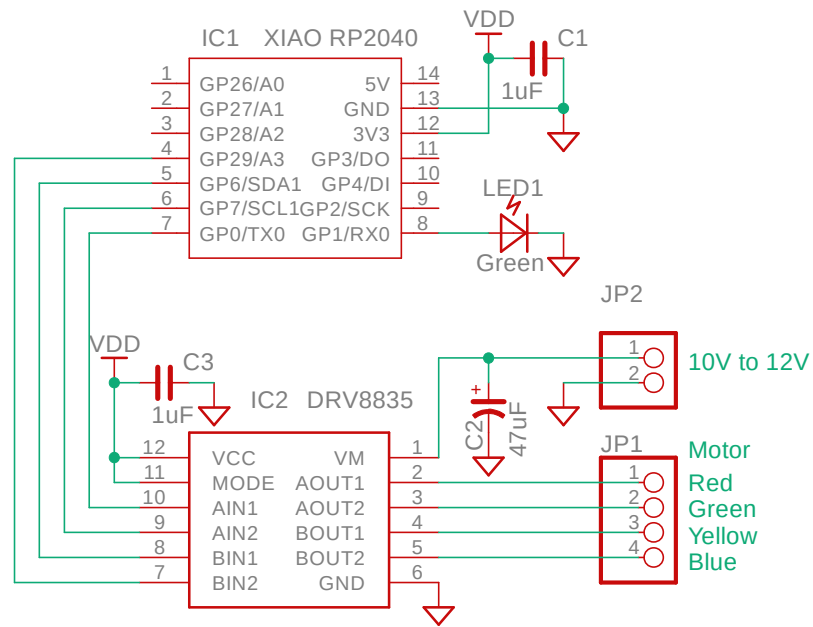 VDD
IC1 XIAO RP2040
C1
1uF
1 GP26/A0 5V 14
2 GP27/A1 GND 13
3 GP28/A2 3V3 12
4 GP29/A3 GP3/DO 11
5 GP6/SDA1 GP4/DI 10
6 GP7/SCL1 GP2/SCK 9
7 GP0/TX0 GP1/RX0 8
LED1
Green
JP2
1 10V to 12V
2
VDD
C3
1uF
IC2 DRV8835
+
C2
47uF
JP1
Motor
12 VCC VM 1
11 MODE AOUT1 2
10 AIN1 AOUT2 3
9 AIN2 BOUT1 4
8 BIN1 BOUT2 5
7 BIN2 GND 6
1 Red
2 Green
3 Yellow
4 Blue